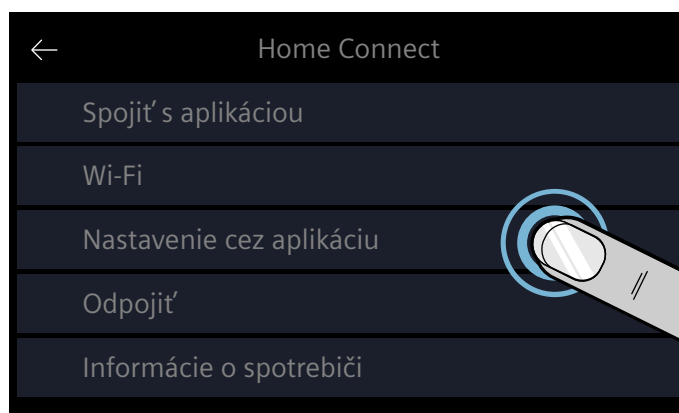 Home Connect
Spojiť s aplikáciou
Wi-Fi
Nastavenie cez aplikáciu
Odpojiť
Informácie o spotrebiči